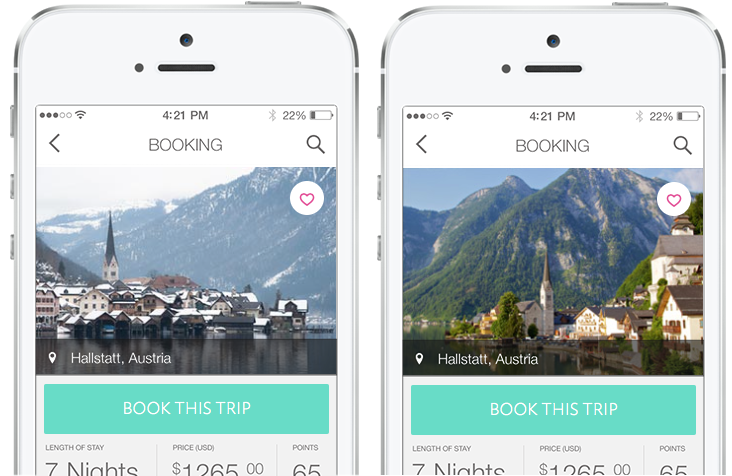 4:21 PM 22%
BOOKING
Hallstatt, Austria
BOOK THIS TRIP
LENGTH OF STAY PRICE (USD) POINTS
7 Nights $1265.00 65
4:21 PM 22%
BOOKING
Hallstatt, Austria
BOOK THIS TRIP
LENGTH OF STAY PRICE (USD) POINTS
7 Nights $1265.00 65